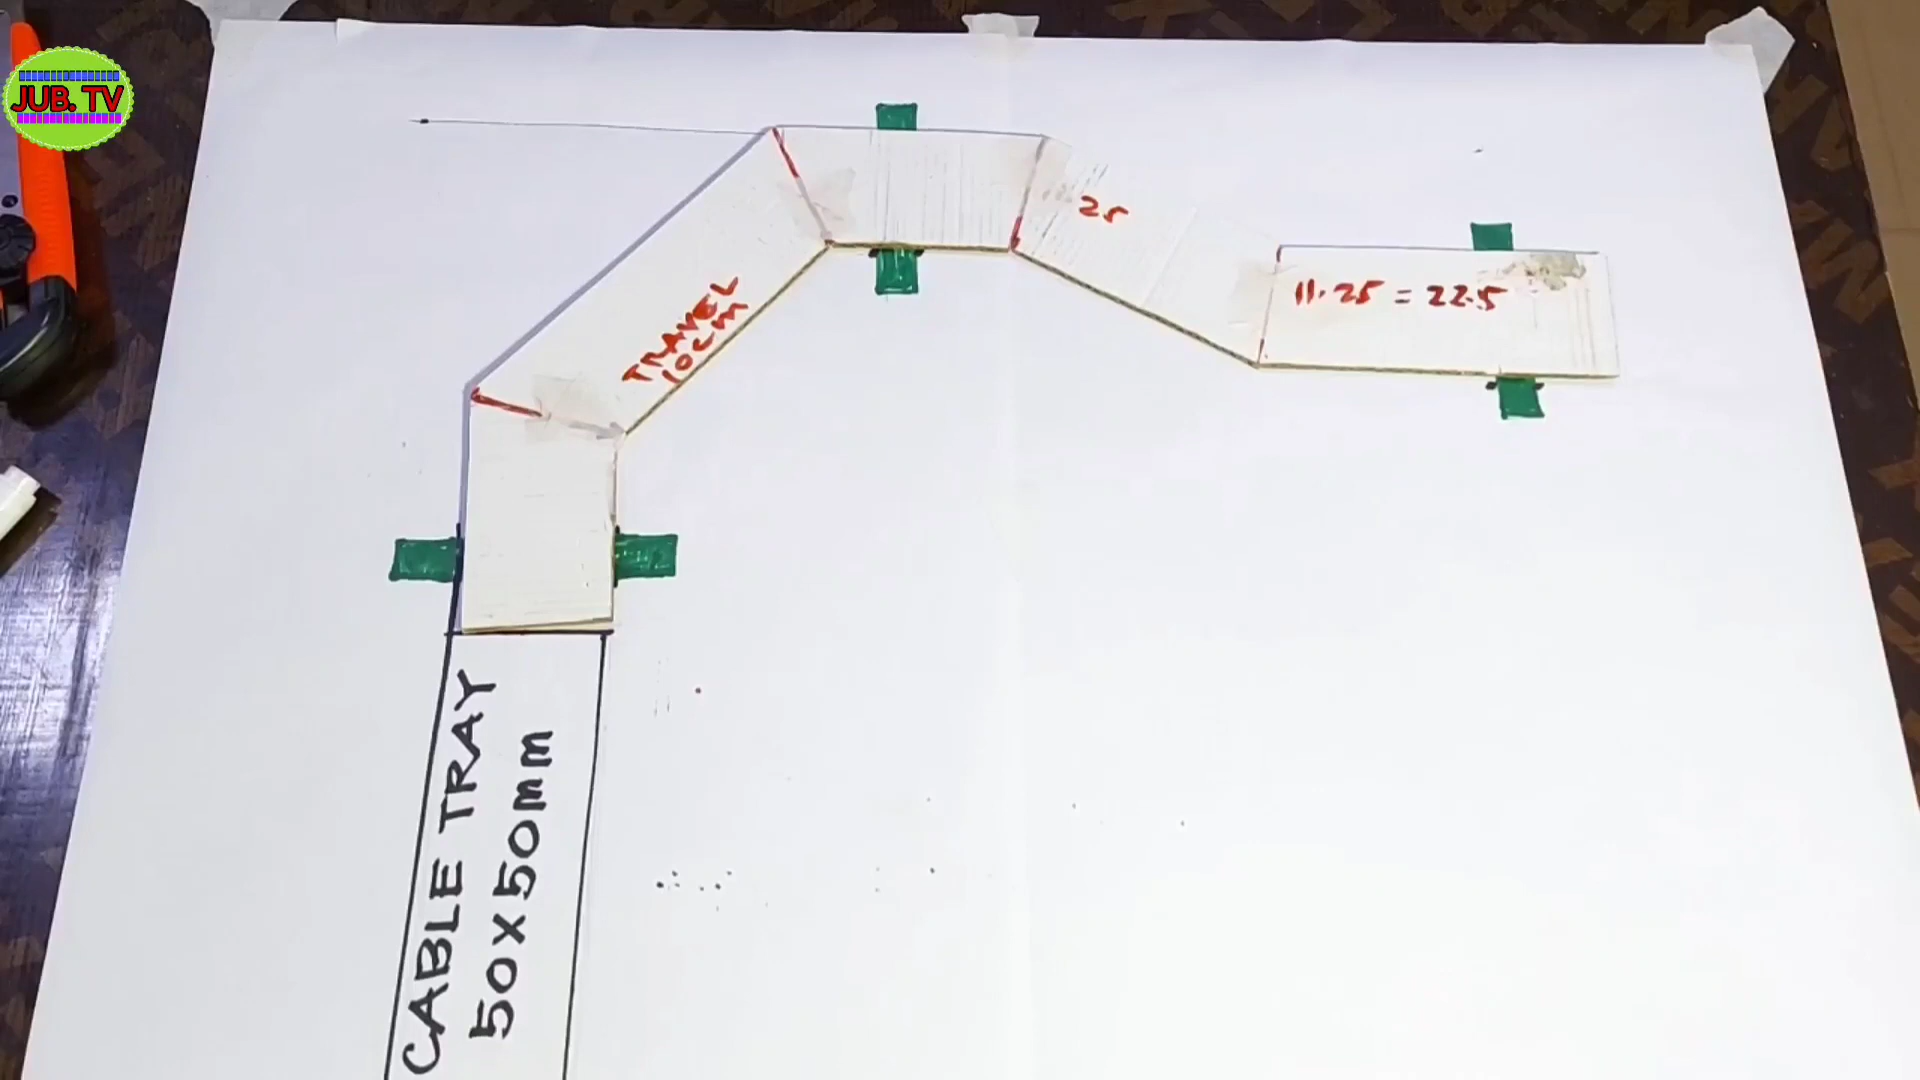 JUB. TV
25
11.25 = 22.5
TRAVEL
10cm
CABLE TRAY
50x50mm